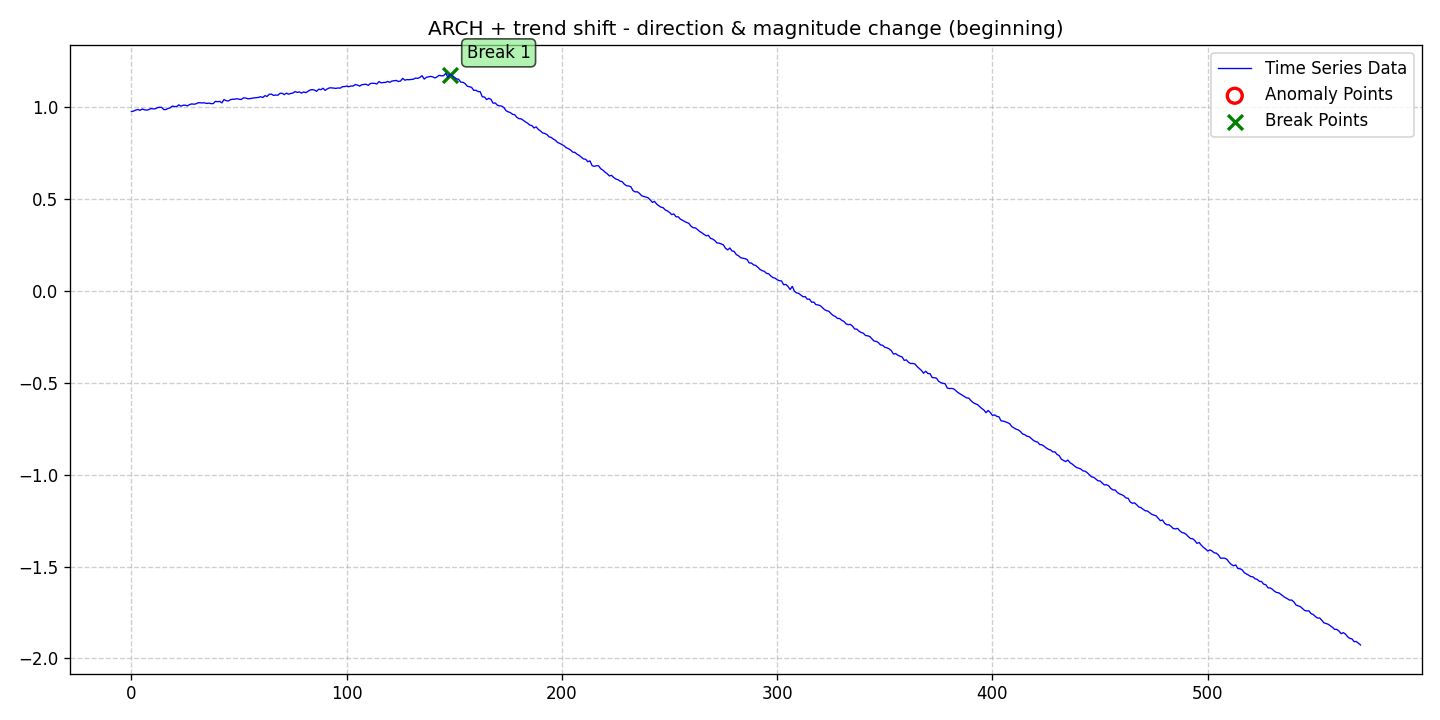 ARCH + trend shift - direction & magnitude change (beginning)
Break 1
Time Series Data
Anomaly Points
Break Points
1.0
0.5
0.0
−0.5
−1.0
−1.5
−2.0
0
100
200
300
400
500